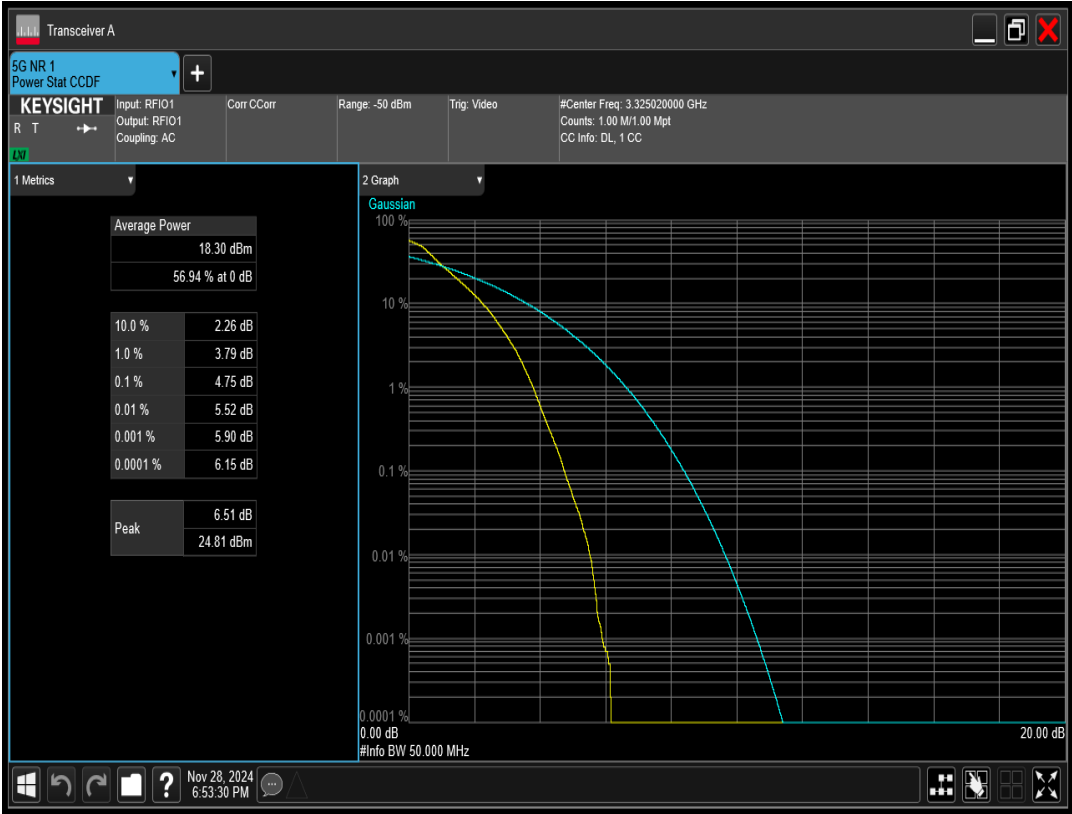 Transceiver A
5G NR 1
Power Stat CCDF
+
KEYSIGHT
R T
LXI
Input: RFIO1
Output: RFIO1
Coupling: AC
Corr CCorr
Range: -50 dBm
Trig: Video
#Center Freq: 3.325020000 GHz
Counts: 1.00 M/1.00 Mpt
CC Info: DL, 1 CC
1 Metrics
Average Power
18.30 dBm
56.94 % at 0 dB
10.0 % 2.26 dB
1.0 % 3.79 dB
0.1 % 4.75 dB
0.01 % 5.52 dB
0.001 % 5.90 dB
0.0001 % 6.15 dB
Peak
6.51 dB
24.81 dBm
2 Graph
Gaussian
100 %
10 %
1 %
0.1 %
0.01 %
0.001 %
0.0001 %
0.00 dB 20.00 dB
#Info BW 50.000 MHz
?
Nov 28, 2024
6:53:30 PM